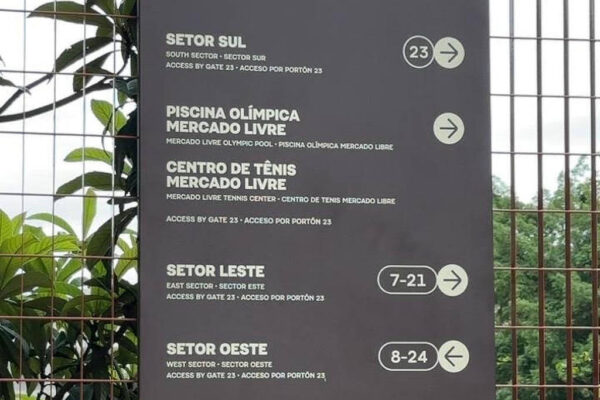 SETOR SUL
SOUTH SECTOR • SECTOR SUR
ACCESS BY GATE 23 • ACCESO POR PORTÓN 23
23
PISCINA OLÍMPICA
MERCADO LIVRE
MERCADO LIVRE OLYMPIC POOL • PISCINA OLÍMPICA MERCADO LIBRE
CENTRO DE TÊNIS
MERCADO LIVRE
MERCADO LIVRE TENNIS CENTER • CENTRO DE TENIS MERCADO LIBRE
ACCESS BY GATE 23 • ACCESO POR PORTÓN 23
SETOR LESTE
EAST SECTOR • SECTOR ESTE
ACCESS BY GATE 23 • ACCESO POR PORTÓN 23
7-21
SETOR OESTE
WEST SECTOR • SECTOR OESTE
ACCESS BY GATE 23 • ACCESO POR PORTÓN 23
8-24